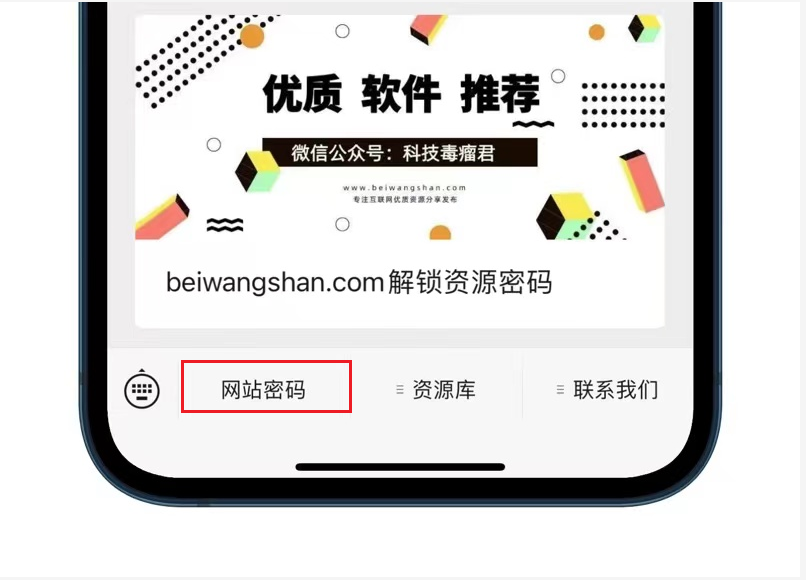 优质 软件 推荐
微信公众号：科技毒瘤君
www.beiwangshan.com
专注互联网优质资源分享发布
beiwangshan.com解锁资源密码
网站密码
资源库
联系我们